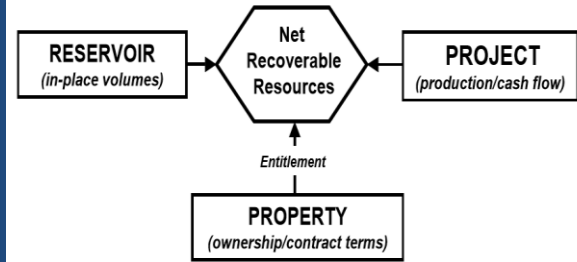 RESERVOIR
(in-place volumes)
Net
Recoverable
Resources
PROJECT
(production/cash flow)
Entitlement
PROPERTY
(ownership/contract terms)